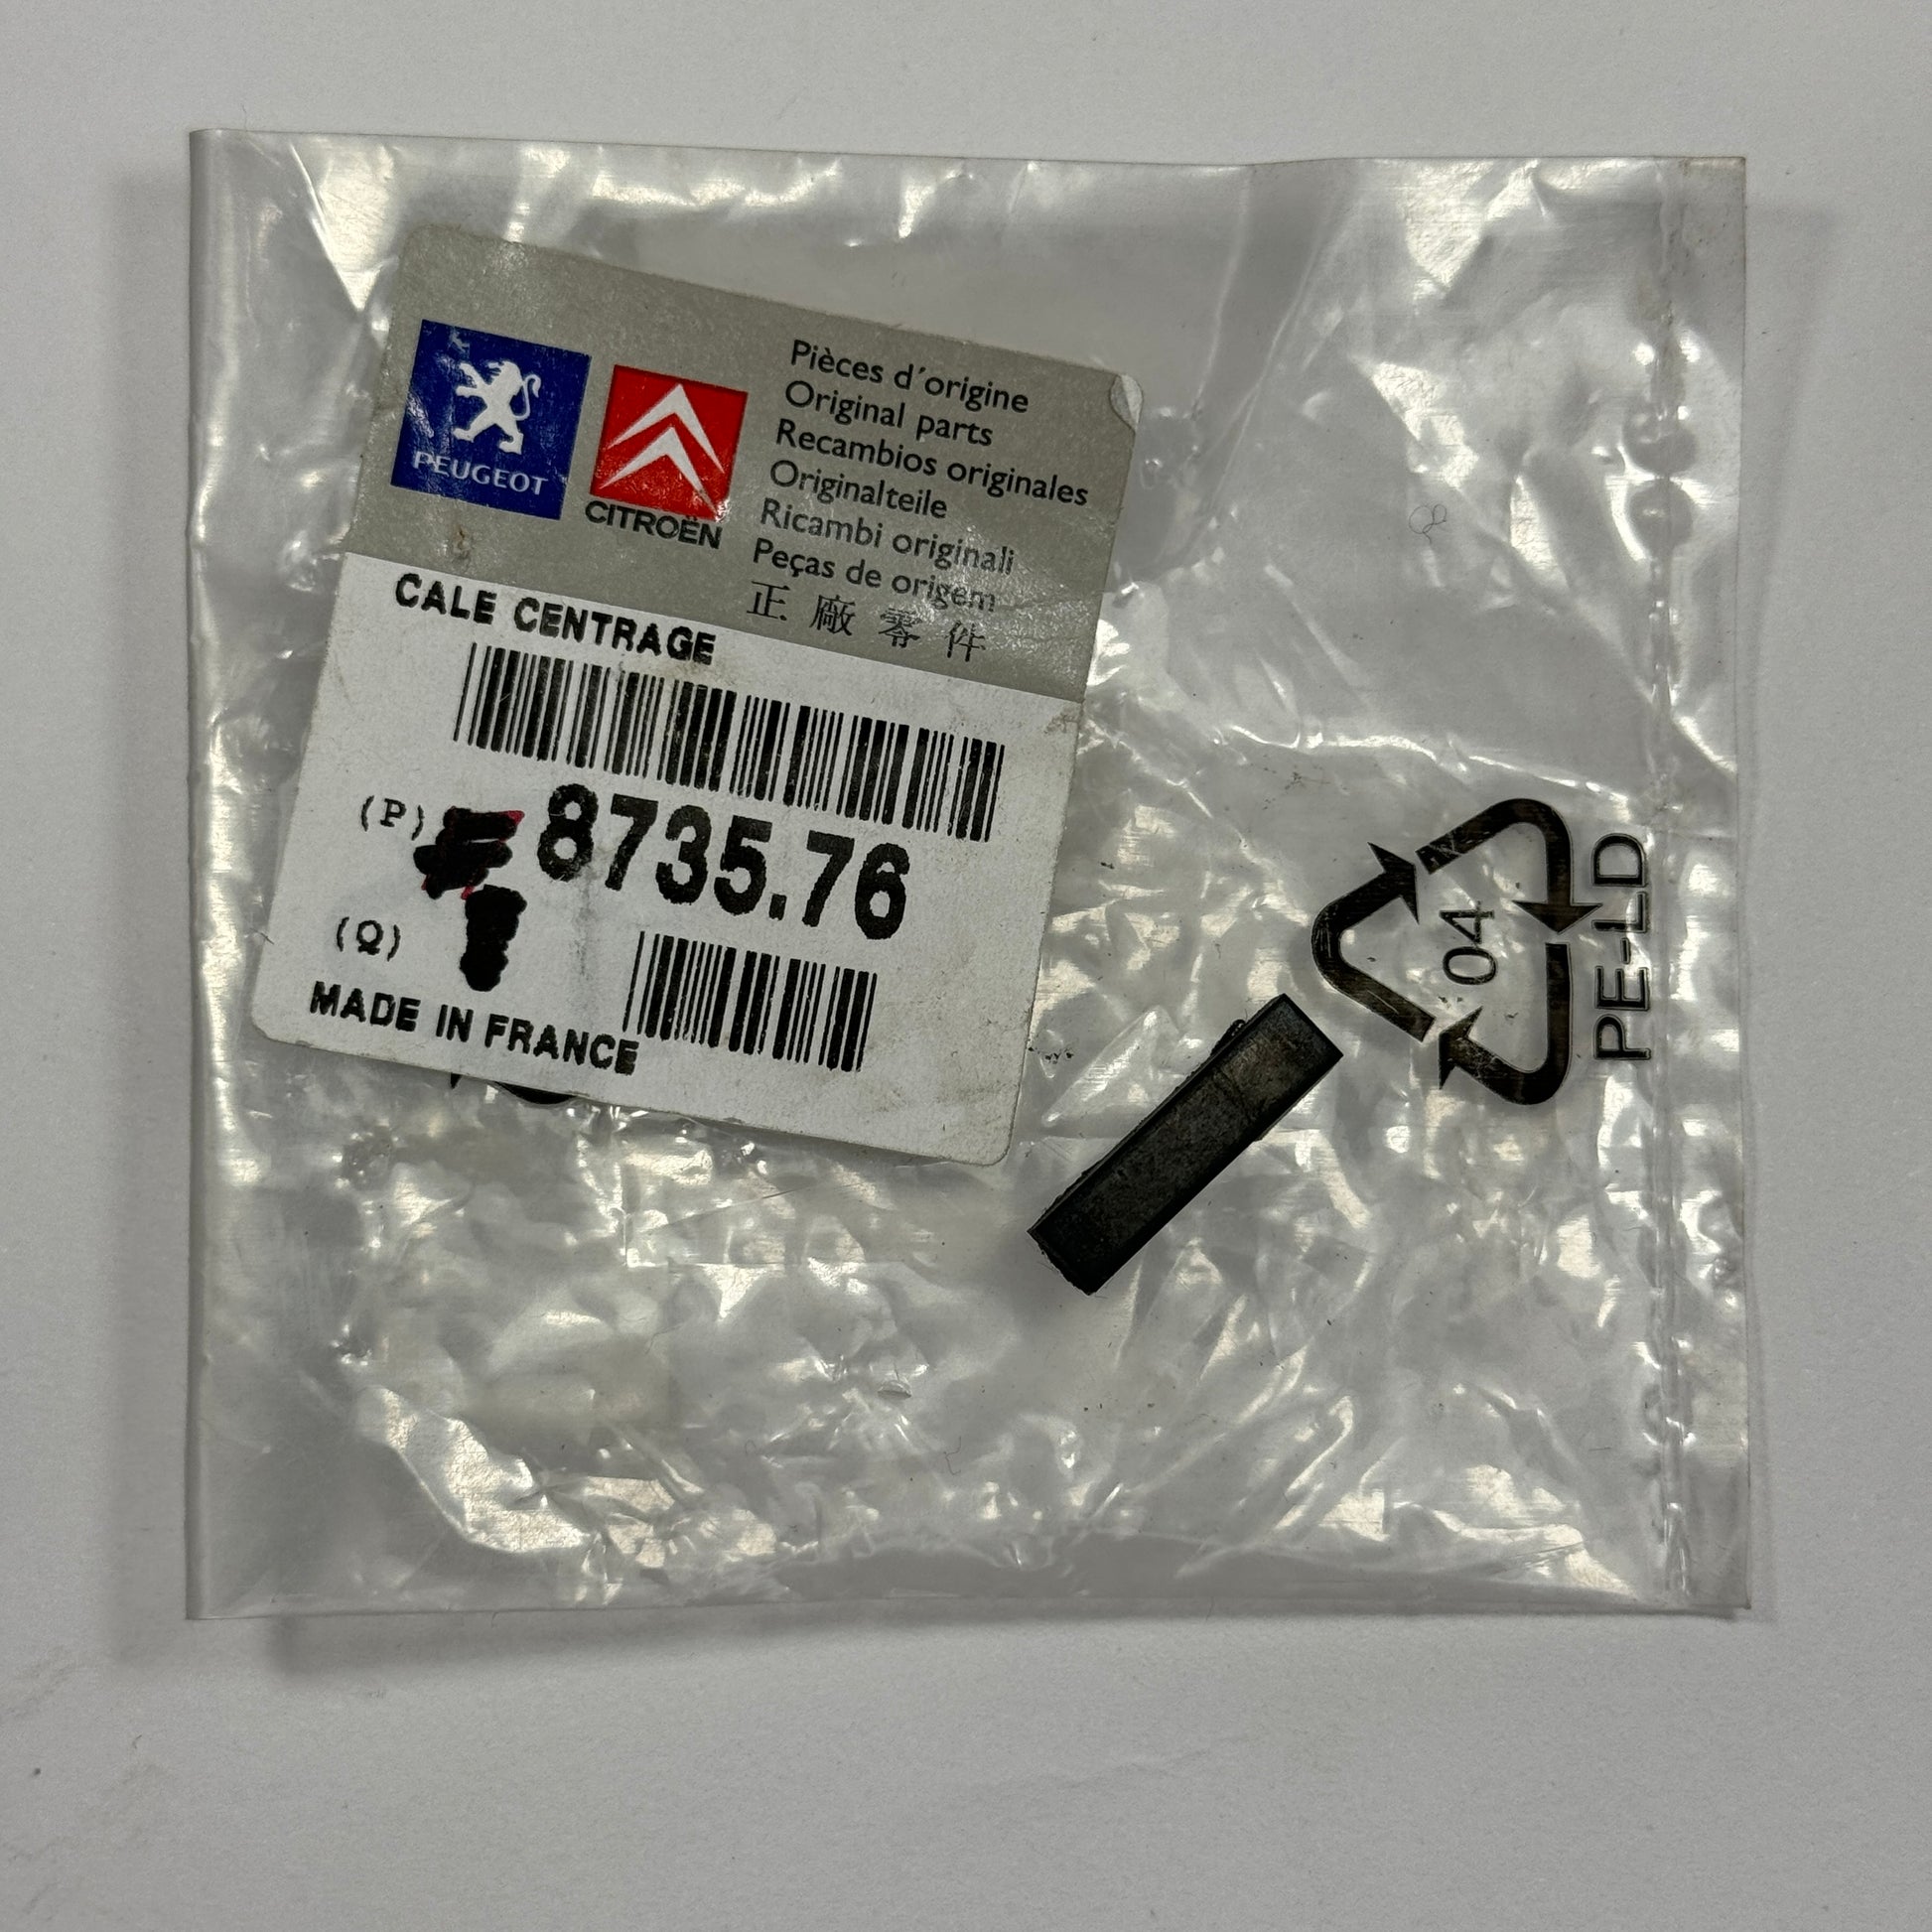 PEUGEOT
CITROËN
Pièces d'origine
Original parts
Recambios originales
Originalteile
Ricambi originali
Peças de origem
正廠零件
CALE CENTRAGE
(P) 8735.76
(Q)
MADE IN FRANCE
04
PE-LD